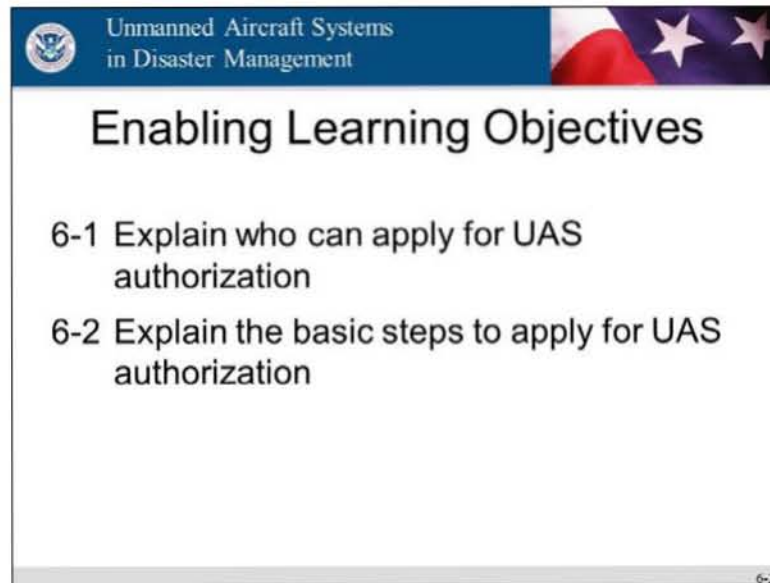 Unmanned Aircraft Systems
in Disaster Management
Enabling Learning Objectives
6-1 Explain who can apply for UAS
authorization
6-2 Explain the basic steps to apply for UAS
authorization